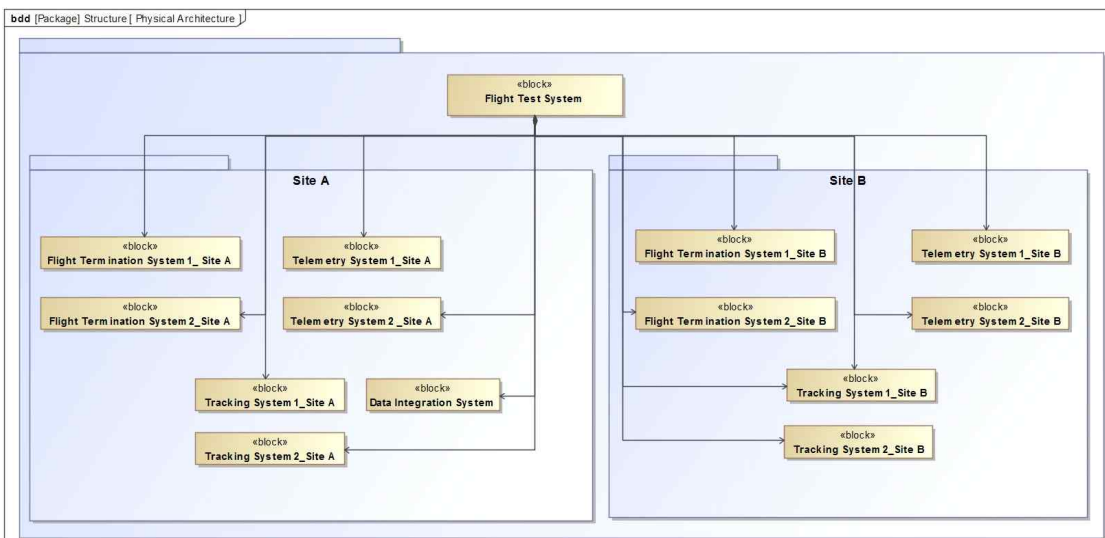 bdd [Package] Structure [ Physical Architecture ]
«block»
Flight Test System
Site A
Site B
«block»
Flight Termination System 1_ Site A
«block»
Telemetry System 1_Site A
«block»
Flight Termination System 1_Site B
«block»
Telemetry System 1_Site B
«block»
Flight Termination System 2_Site A
«block»
Telemetry System 2 _Site A
«block»
Flight Termination System 2_Site B
«block»
Telemetry System 2_Site B
«block»
Tracking System 1_Site A
«block»
Data Integration System
«block»
Tracking System 1_Site B
«block»
Tracking System 2_Site A
«block»
Tracking System 2_Site B